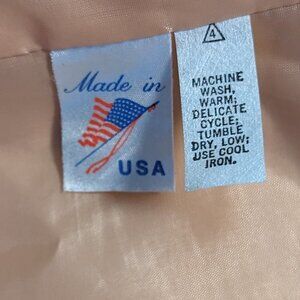 Made in
USA
4
MACHINE
WASH,
WARM;
DELICATE
CYCLE;
TUMBLE
DRY, LOW;
USE COOL
IRON.